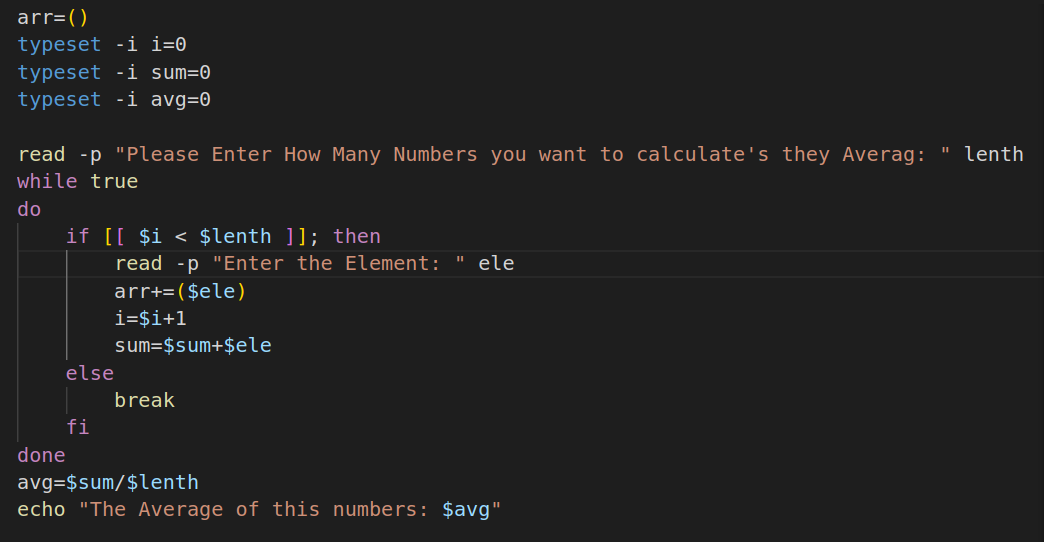 arr=()
typeset -i i=0
typeset -i sum=0
typeset -i avg=0
read -p "Please Enter How Many Numbers you want to calculate's they Averag: " lenth
while true
do
if [[ $i < $lenth ]]; then
read -p "Enter the Element: " ele
arr+=($ele)
i=$i+1
sum=$sum+$ele
else
break
fi
done
avg=$sum/$lenth
echo "The Average of this numbers: $avg"